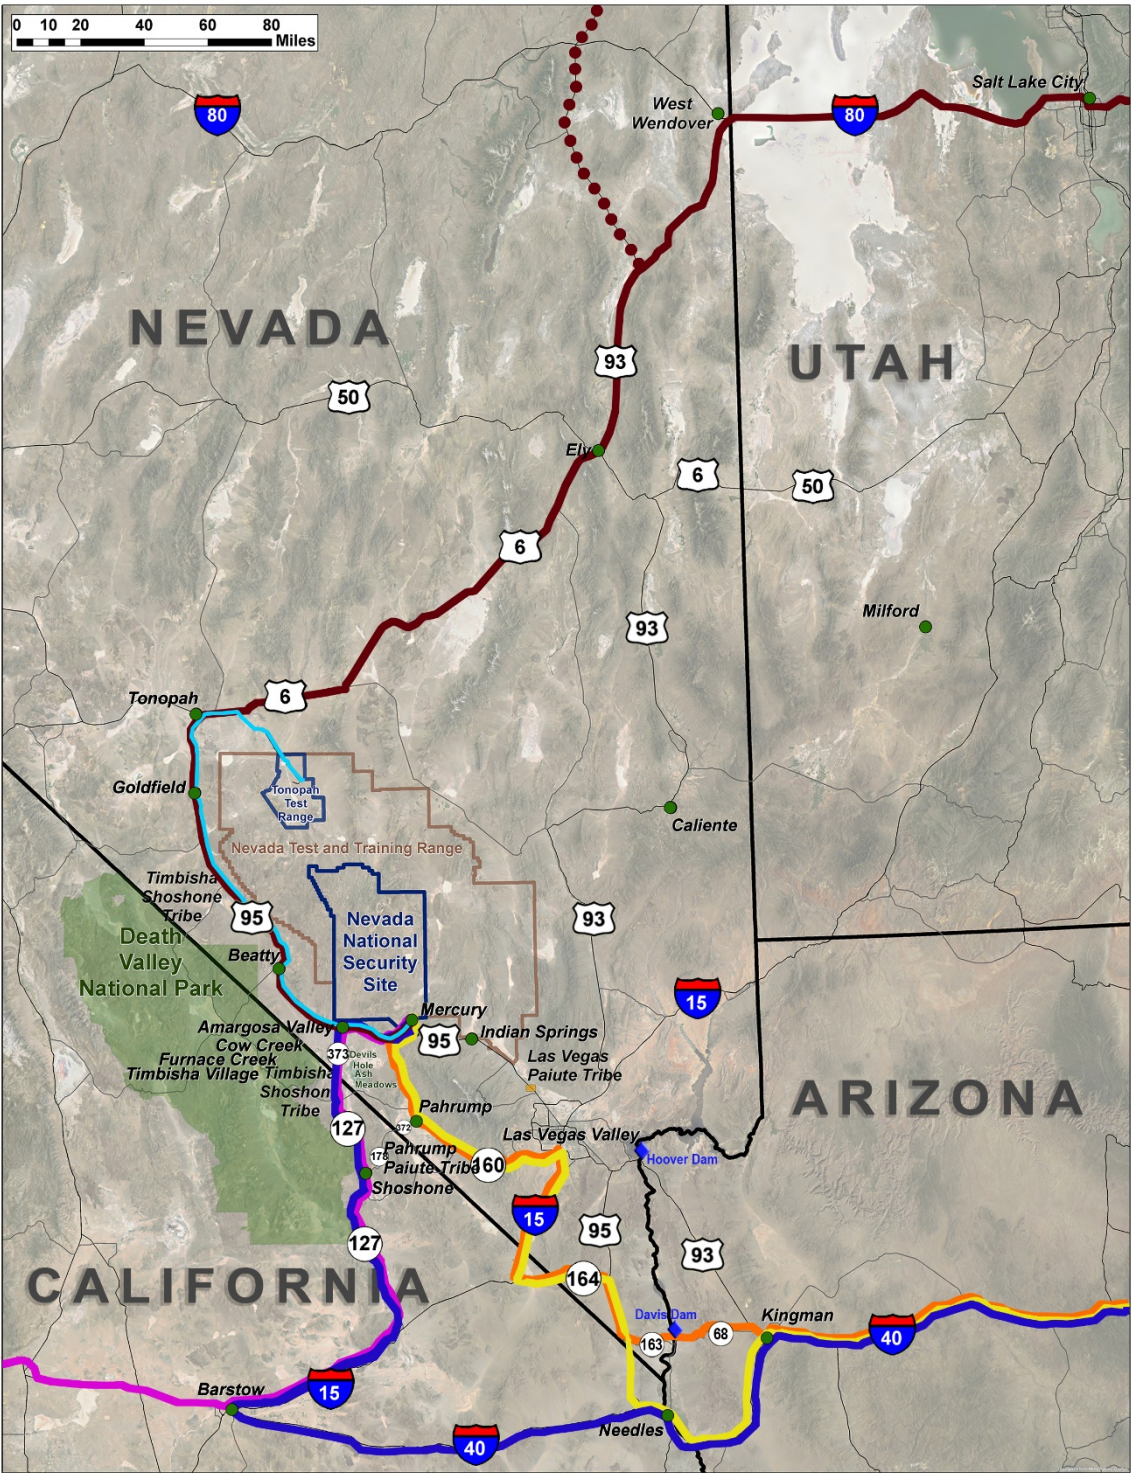 0 10 20 40 60 80
Miles
Salt Lake City
West
Wendover
80
80
NEVADA
93
UTAH
50
Ely
6
50
6
Milford
93
Tonopah
6
Goldfield
Tonopah
Test
Range
Caliente
Nevada Test and Training Range
Timbisha
Shoshone
Tribe
95
Nevada
National
Security
Site
93
Death
Valley
National Park
Beatty
15
Mercury
Amargosa Valley
95
Indian Springs
Cow Creek
Furnace Creek
373
Devils
Hole
Ash
Meadows
Las Vegas
Paiute Tribe
Timbisha Village
Timbisha
Shoshone
Tribe
ARIZONA
Pahrump
127
372
Las Vegas Valley
Pahrump
Paiute Tribe
178
160
Hoover Dam
Shoshone
15
95
127
93
CALIFORNIA
164
Davis Dam
Kingman
163
68
40
Barstow
15
Needles
40